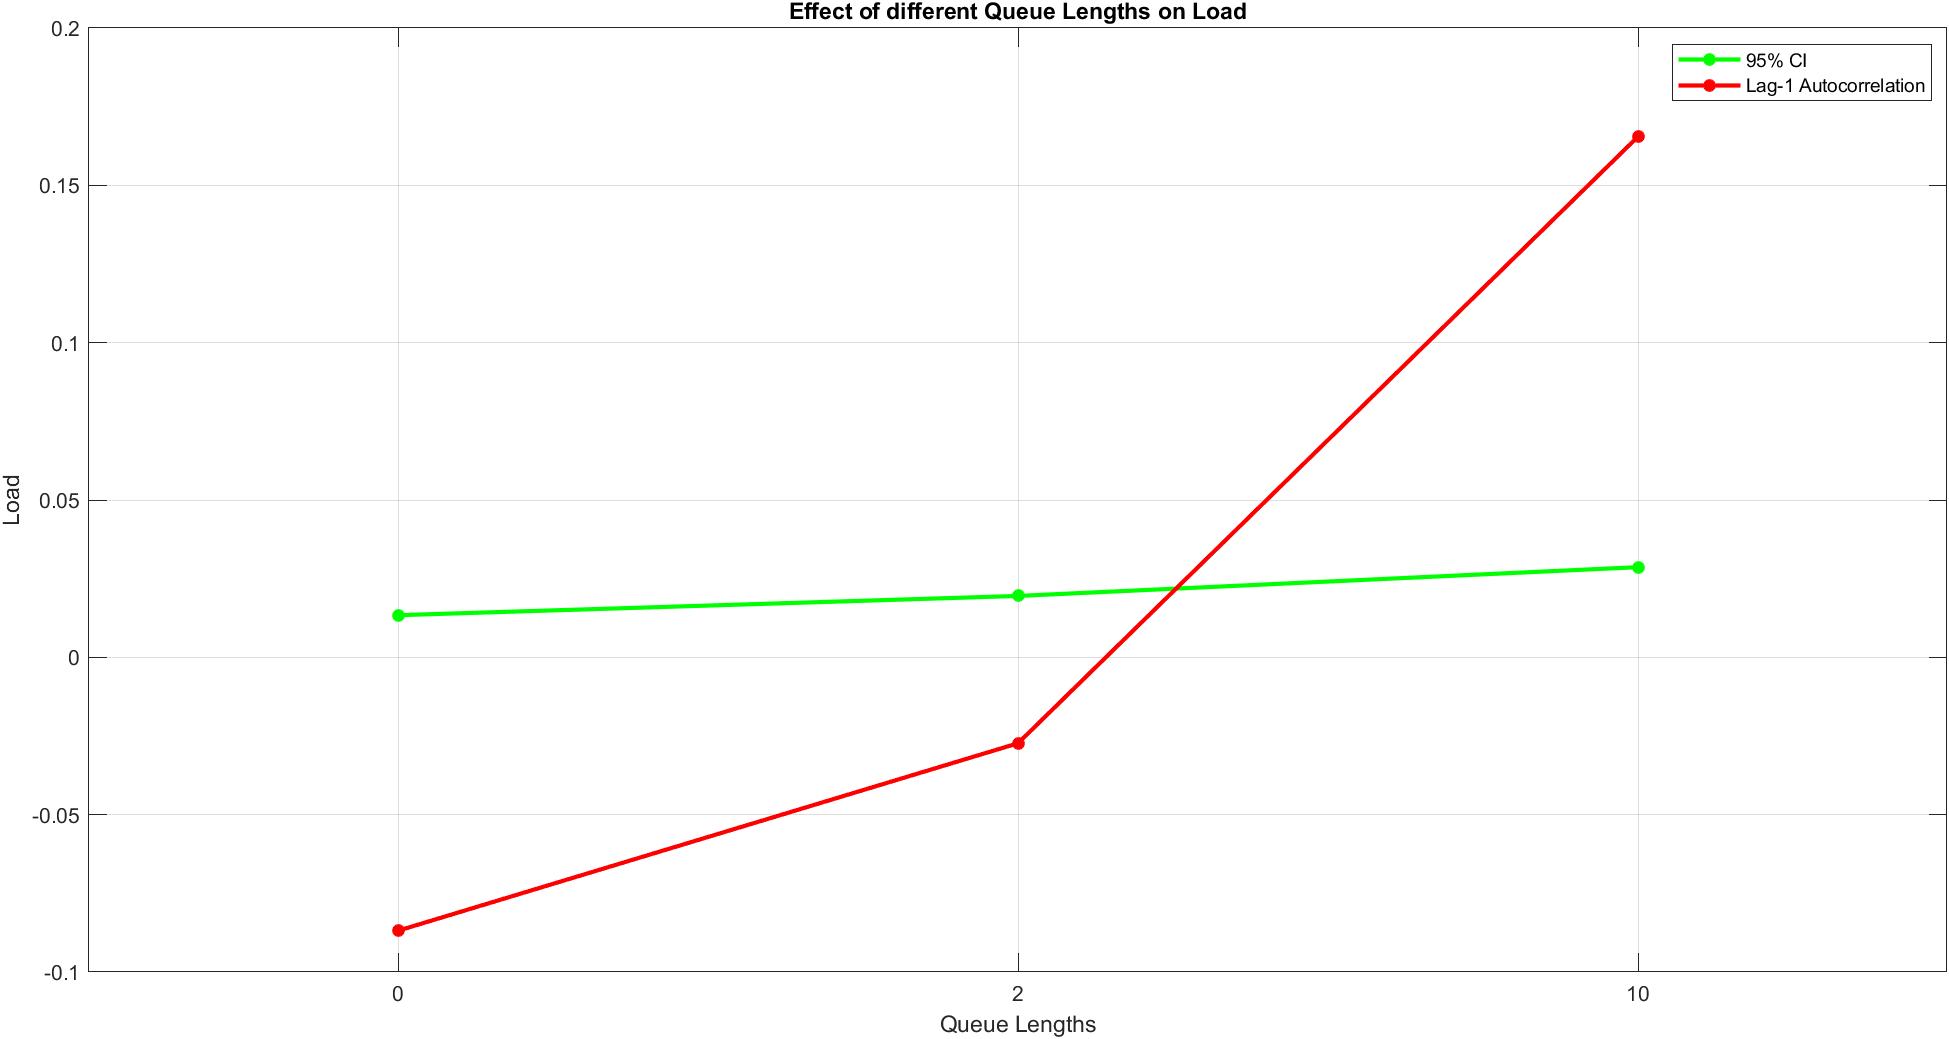 Effect of different Queue Lengths on Load
95% CI
Lag-1 Autocorrelation
0.2
0.15
0.1
0.05
0
-0.05
-0.1
Load
0
2
10
Queue Lengths